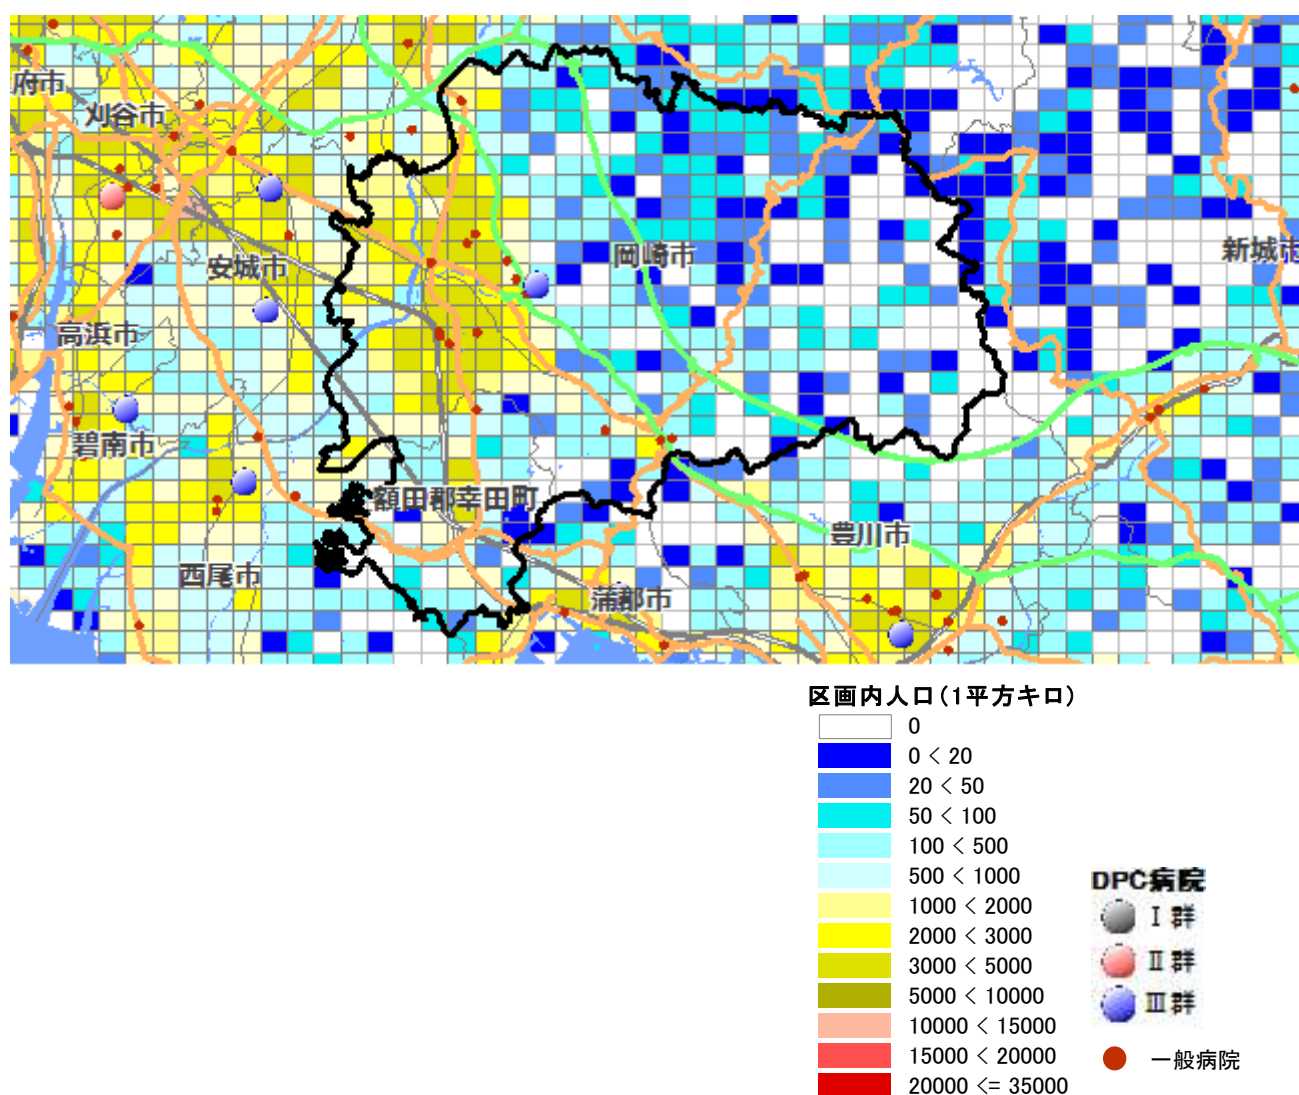 府市
刈谷市
安城市
岡崎市
新城市
高浜市
碧南市
額田郡幸田町
豊川市
西尾市
蒲郡市
区画内人口(1平方キロ)
0
0 < 20
20 < 50
50 < 100
100 < 500
500 < 1000
1000 < 2000
2000 < 3000
3000 < 5000
5000 < 10000
10000 < 15000
15000 < 20000
20000 <= 35000
DPC病院
Ⅰ群
Ⅱ群
Ⅲ群
一般病院